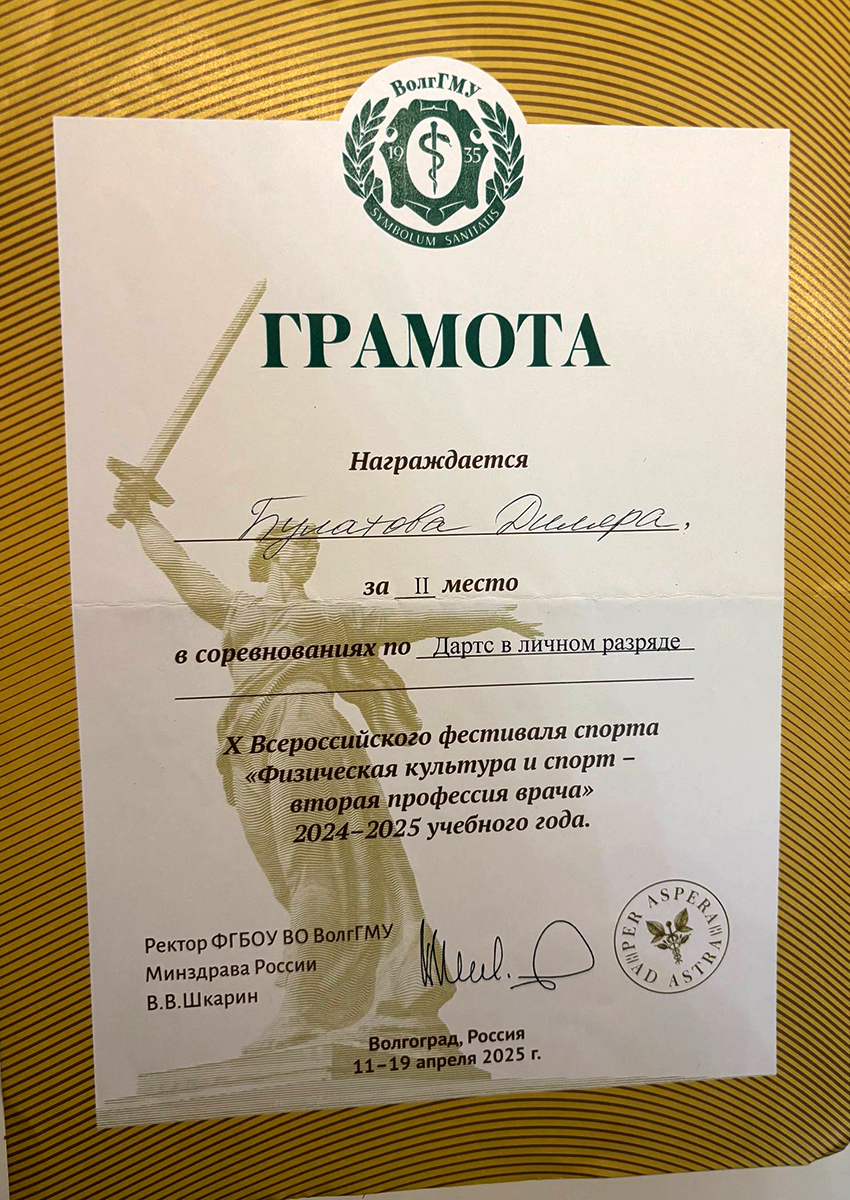 ВолгГМУ
19 35
SYMBOLUM SANITATIS
ГРАМОТА
Награждается
Булатова Диляра,
за II место
в соревнованиях по Дартс в личном разряде
X Всероссийского фестиваля спорта
«Физическая культура и спорт –
вторая профессия врача»
2024–2025 учебного года.
Ректор ФГБОУ ВО ВолгГМУ
Минздрава России
В.В.Шкарин
PER ASPERA
AD ASTRA
Волгоград, Россия
11–19 апреля 2025 г.